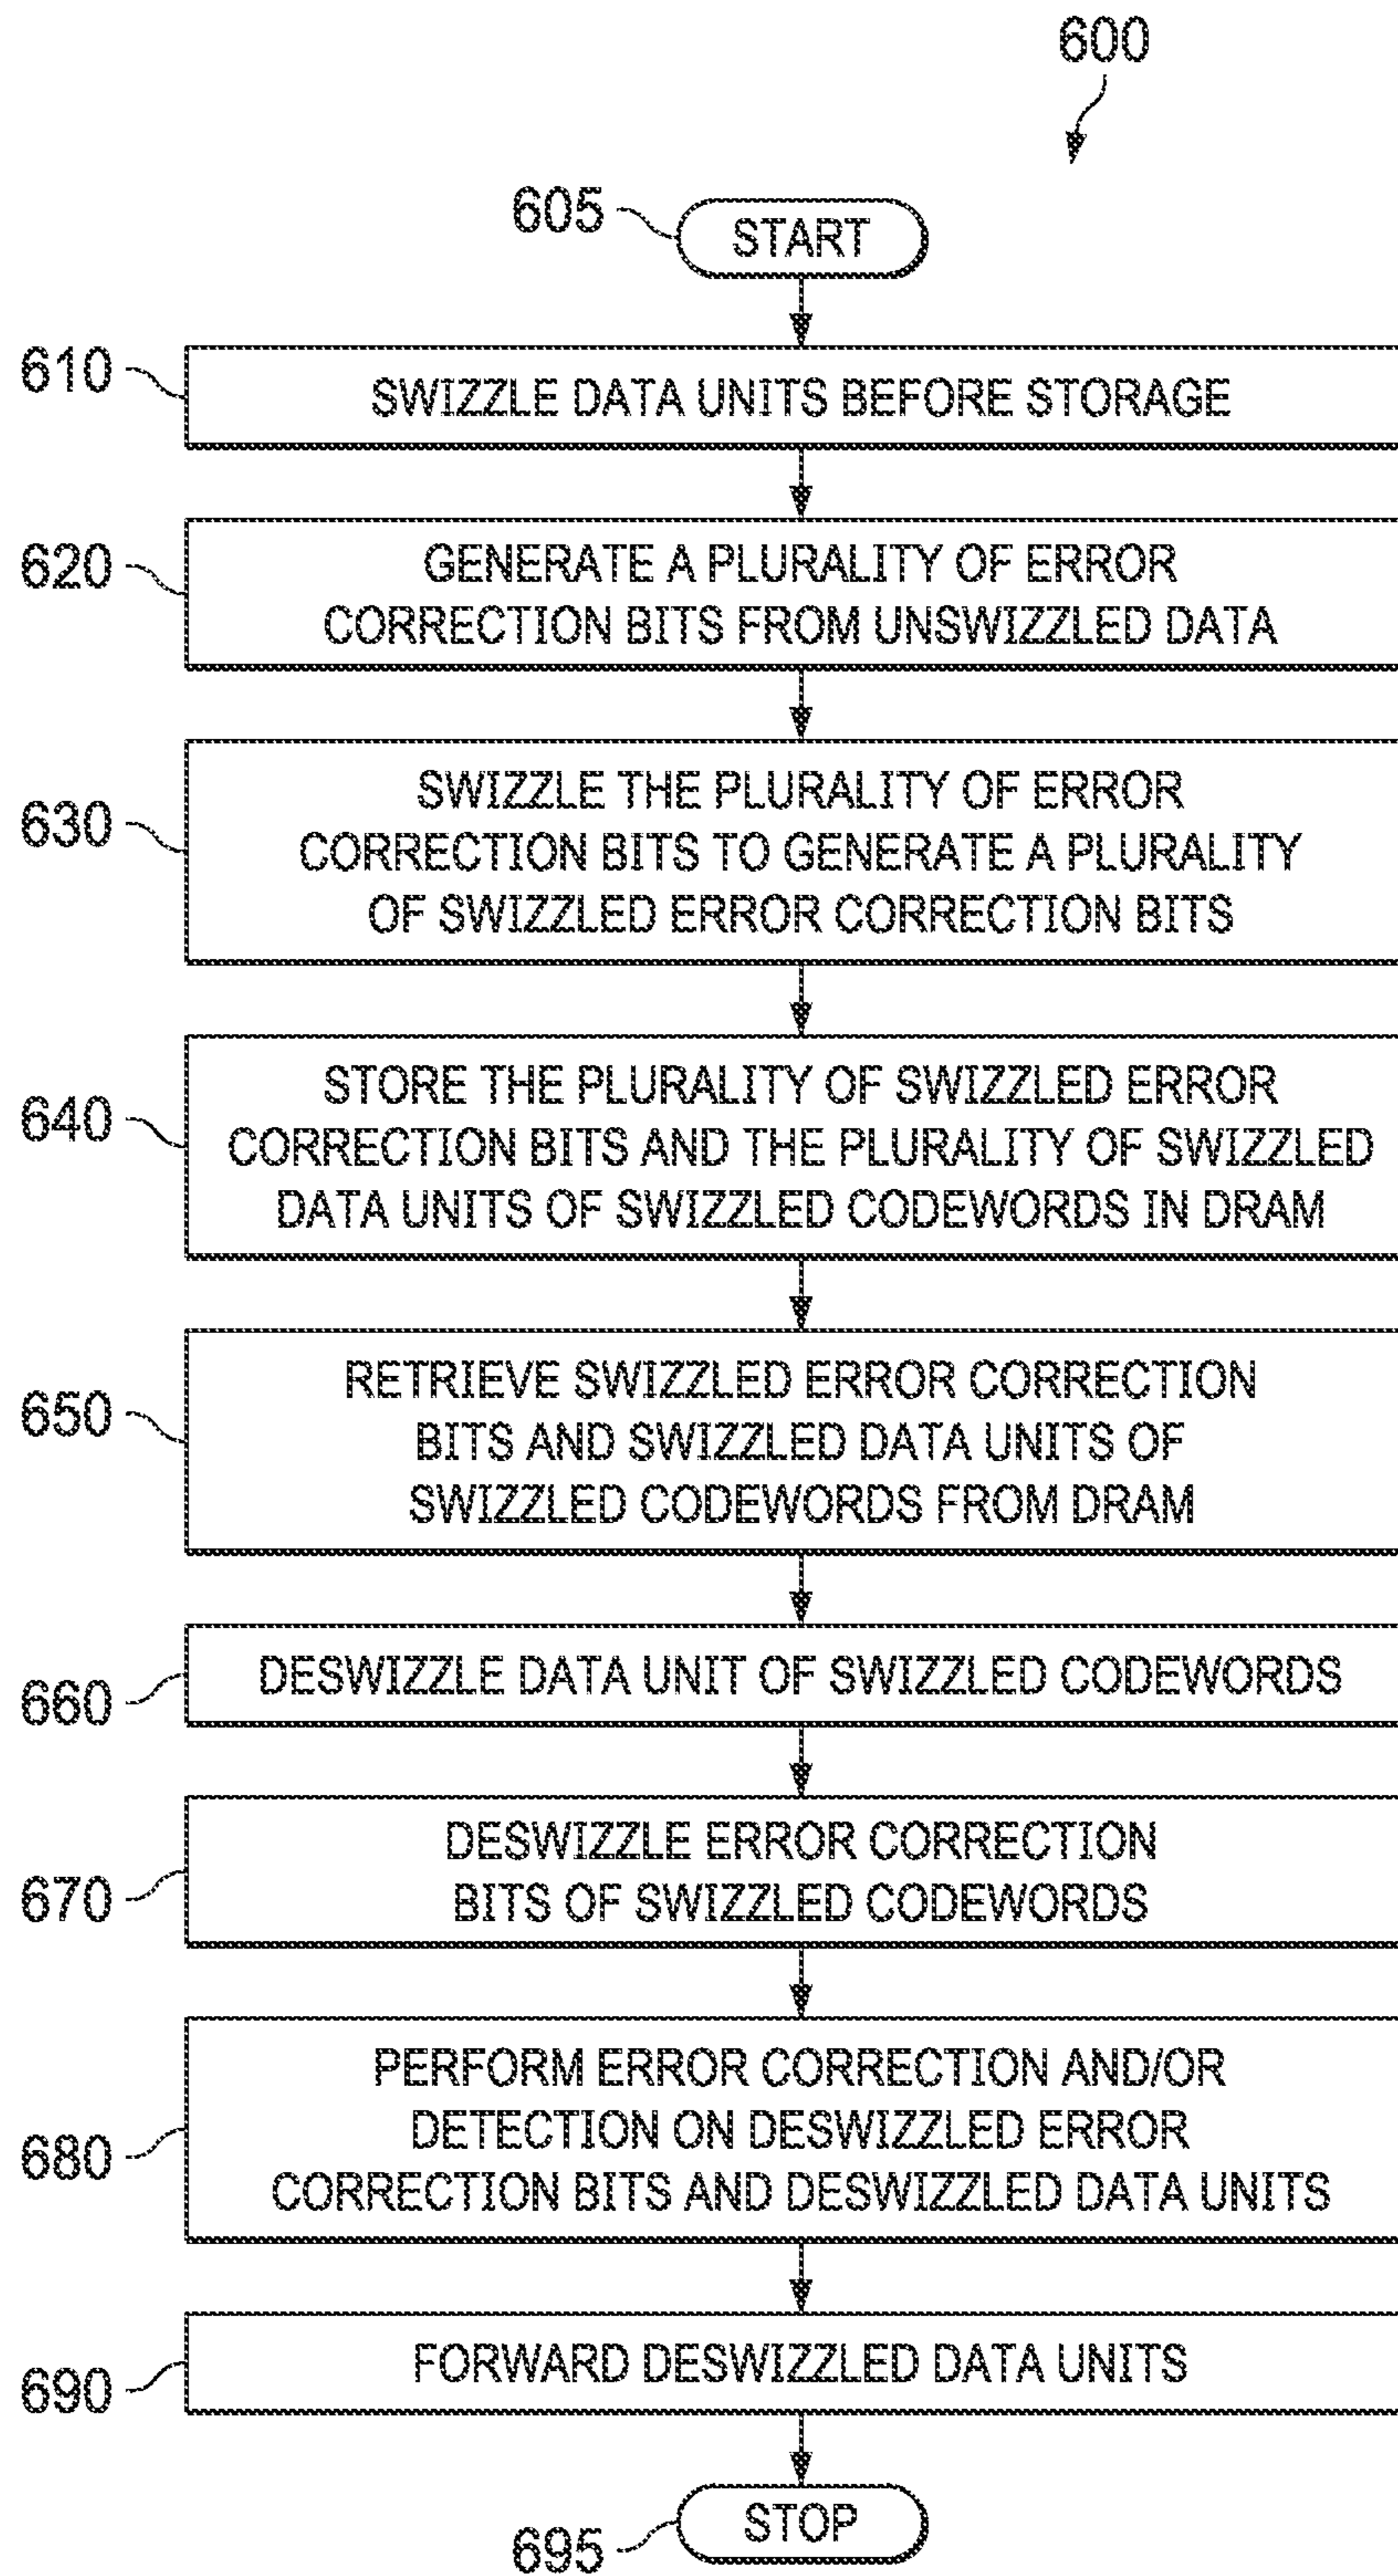 600
605
START
610
SWIZZLE DATA UNITS BEFORE STORAGE
620
GENERATE A PLURALITY OF ERROR
CORRECTION BITS FROM UNSWIZZLED DATA
630
SWIZZLE THE PLURALITY OF ERROR
CORRECTION BITS TO GENERATE A PLURALITY
OF SWIZZLED ERROR CORRECTION BITS
640
STORE THE PLURALITY OF SWIZZLED ERROR
CORRECTION BITS AND THE PLURALITY OF SWIZZLED
DATA UNITS OF SWIZZLED CODEWORDS IN DRAM
650
RETRIEVE SWIZZLED ERROR CORRECTION
BITS AND SWIZZLED DATA UNITS OF
SWIZZLED CODEWORDS FROM DRAM
660
DESWIZZLE DATA UNIT OF SWIZZLED CODEWORDS
670
DESWIZZLE ERROR CORRECTION
BITS OF SWIZZLED CODEWORDS
680
PERFORM ERROR CORRECTION AND/OR
DETECTION ON DESWIZZLED ERROR
CORRECTION BITS AND DESWIZZLED DATA UNITS
690
FORWARD DESWIZZLED DATA UNITS
695
STOP